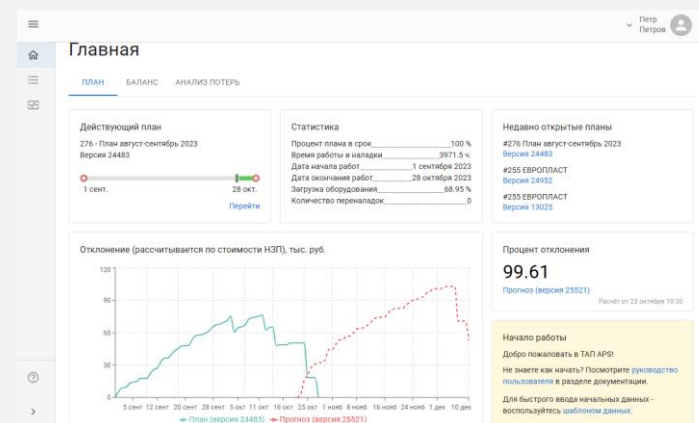 Петр
Петров
Главная
ПЛАН БАЛАНС АНАЛИЗ ПОТЕРЬ
Действующий план
276 - План август-сентябрь 2023
Версия 24483
1 сент. 28 окт.
Перейти
Статистика
Процент плана в срок 100 %
Время работы и наладки 3971.5 ч.
Дата начала работ 1 сентября 2023
Дата окончания работ 28 октября 2023
Загрузка оборудования 68.95 %
Количество переналадок 0
Недавно открытые планы
#276 План август-сентябрь 2023
Версия 24483
#255 ЕВРОПЛАСТ
Версия 24952
#255 ЕВРОПЛАСТ
Версия 13025
Отклонение (рассчитывается по стоимости НЗП), тыс. руб.
120
90
60
30
0
5 сент 12 сент 20 сент 28 сент 5 окт 11 окт 18 окт 25 окт 1 нояб 8 нояб 16 нояб 24 нояб 1 дек 10 дек
План (версия 24483) Прогноз (версия 25521)
Процент отклонения
99.61
Прогноз (версия 25521)
Расчёт от 23 октября 10:20
Начало работы
Добро пожаловать в ТАП APS!
Не знаете как начать? Посмотрите руководство
пользователя в разделе документации.
Для быстрого ввода начальных данных -
воспользуйтесь шаблоном данных.